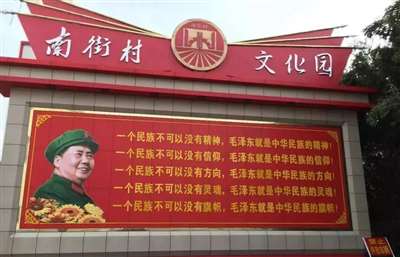 南街村 文化园
一个民族不可以没有精神，毛泽东就是中华民族的精神！
一个民族不可以没有信仰，毛泽东就是中华民族的信仰！
一个民族不可以没有方向，毛泽东就是中华民族的方向！
一个民族不可以没有灵魂，毛泽东就是中华民族的灵魂！
一个民族不可以没有旗帜，毛泽东就是中华民族的旗帜！